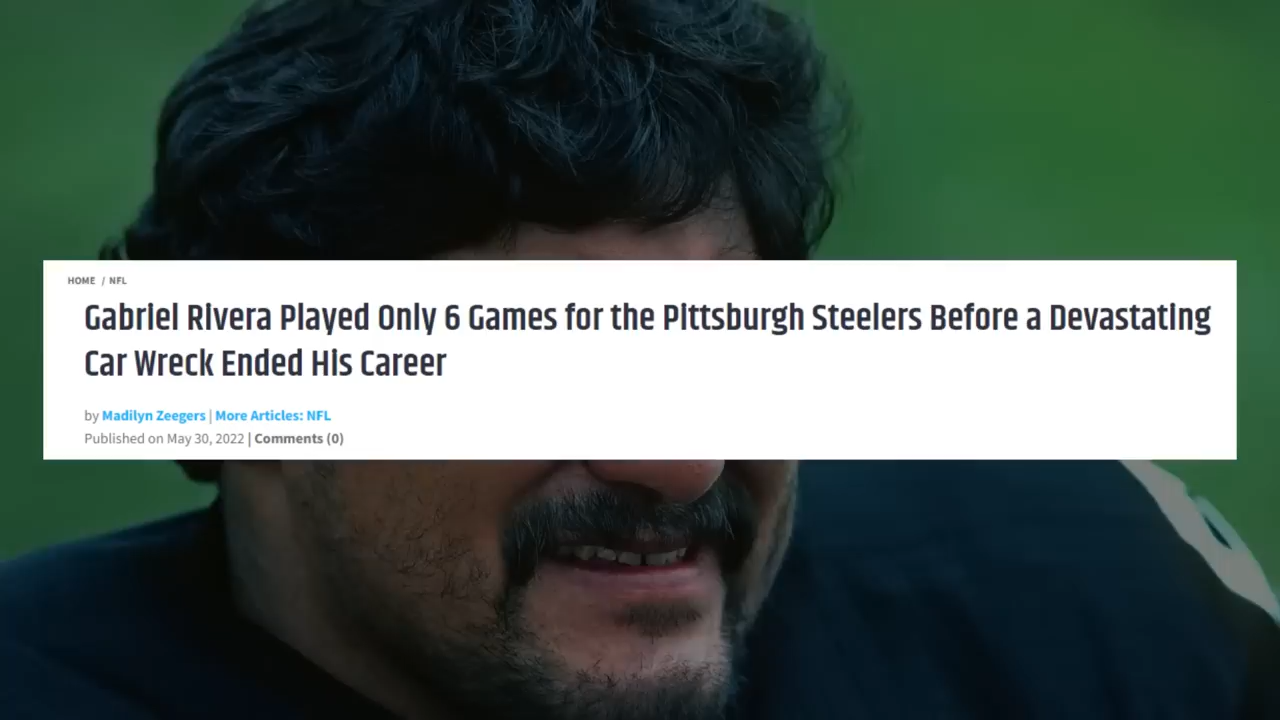 HOME / NFL
Gabriel Rivera Played Only 6 Games for the Pittsburgh Steelers Before a Devastating
Car Wreck Ended His Career
by Madilyn Zeegers | More Articles: NFL
Published on May 30, 2022 | Comments (0)